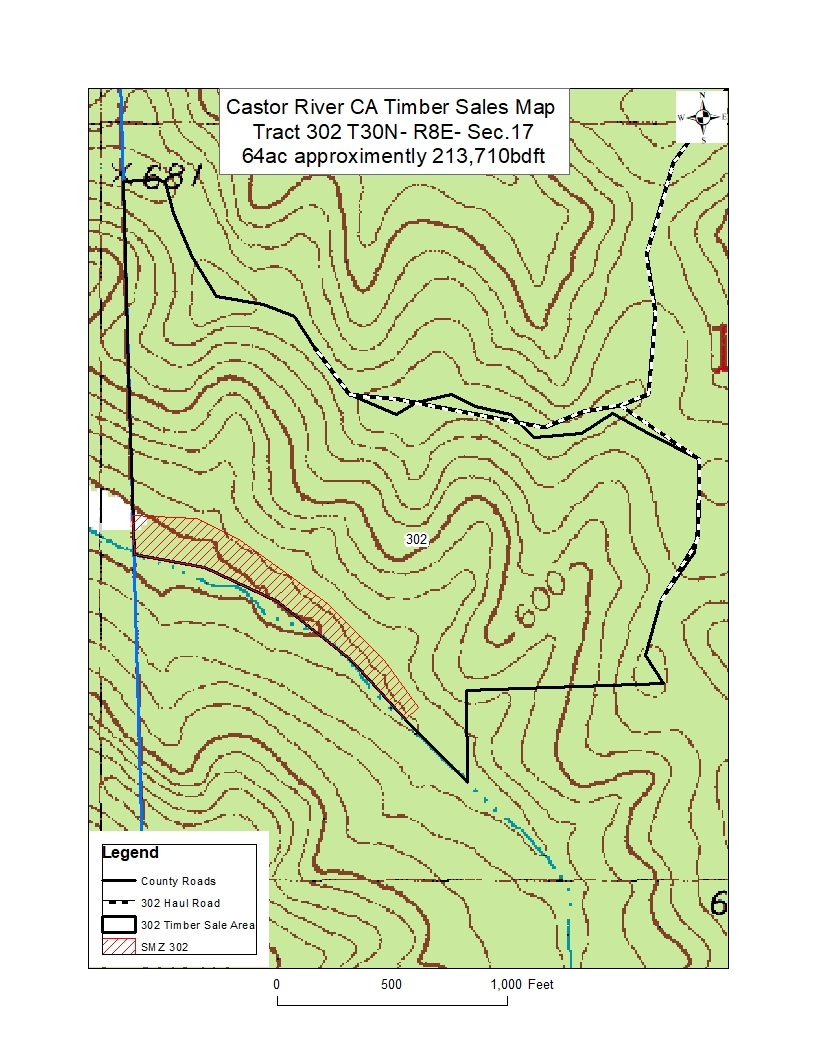 Castor River CA Timber Sales Map
Tract 302 T30N- R8E- Sec.17
64ac approximently 213,710bdft
N
W E
S
X 681
1
302
600
Legend
County Roads
302 Haul Road
302 Timber Sale Area
SMZ 302
6
0 500 1,000 Feet